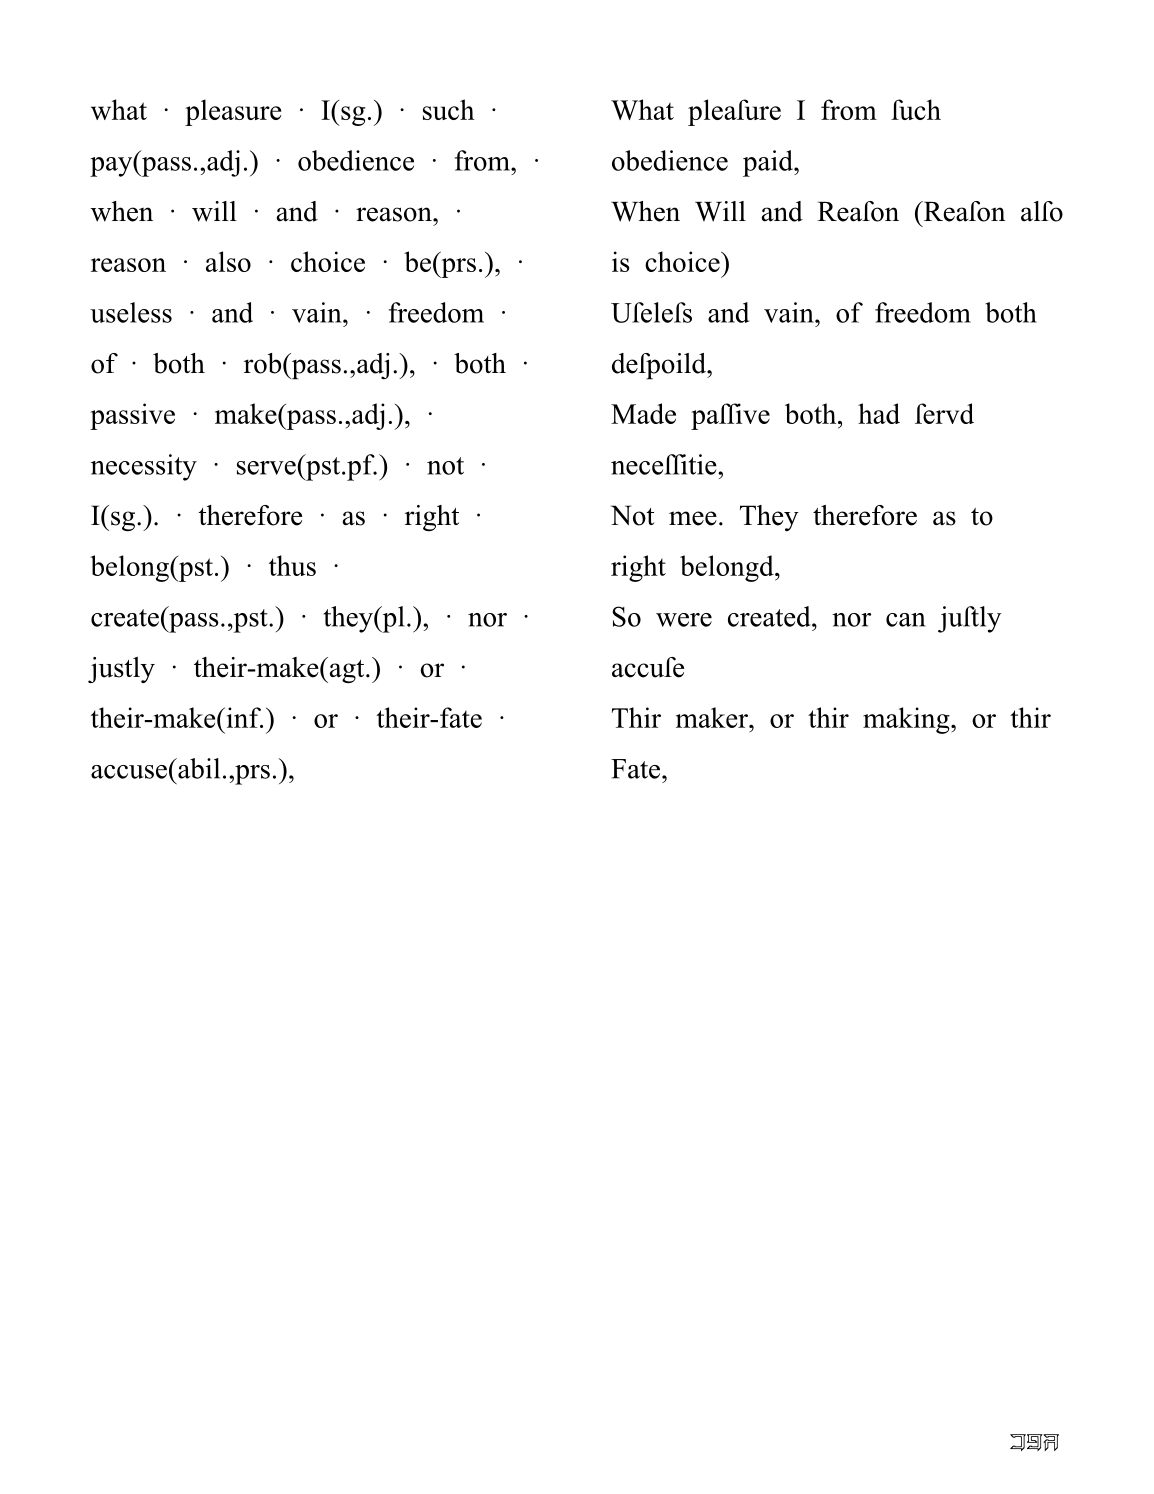 what · pleasure · I(sg.) · such ·
pay(pass.,adj.) · obedience · from, ·
when · will · and · reason, ·
reason · also · choice · be(prs.), ·
useless · and · vain, · freedom ·
of · both · rob(pass.,adj.), · both ·
passive · make(pass.,adj.), ·
necessity · serve(pst.pf.) · not ·
I(sg.). · therefore · as · right ·
belong(pst.) · thus ·
create(pass.,pst.) · they(pl.), · nor ·
justly · their-make(agt.) · or ·
their-make(inf.) · or · their-fate ·
accuse(abil.,prs.),
What pleaſure I from ſuch
obedience paid,
When Will and Reaſon (Reaſon alſo
is choice)
Uſeleſs and vain, of freedom both
deſpoild,
Made paſſive both, had ſervd
neceſſitie,
Not mee. They therefore as to
right belongd,
So were created, nor can juſtly
accuſe
Thir maker, or thir making, or thir
Fate,